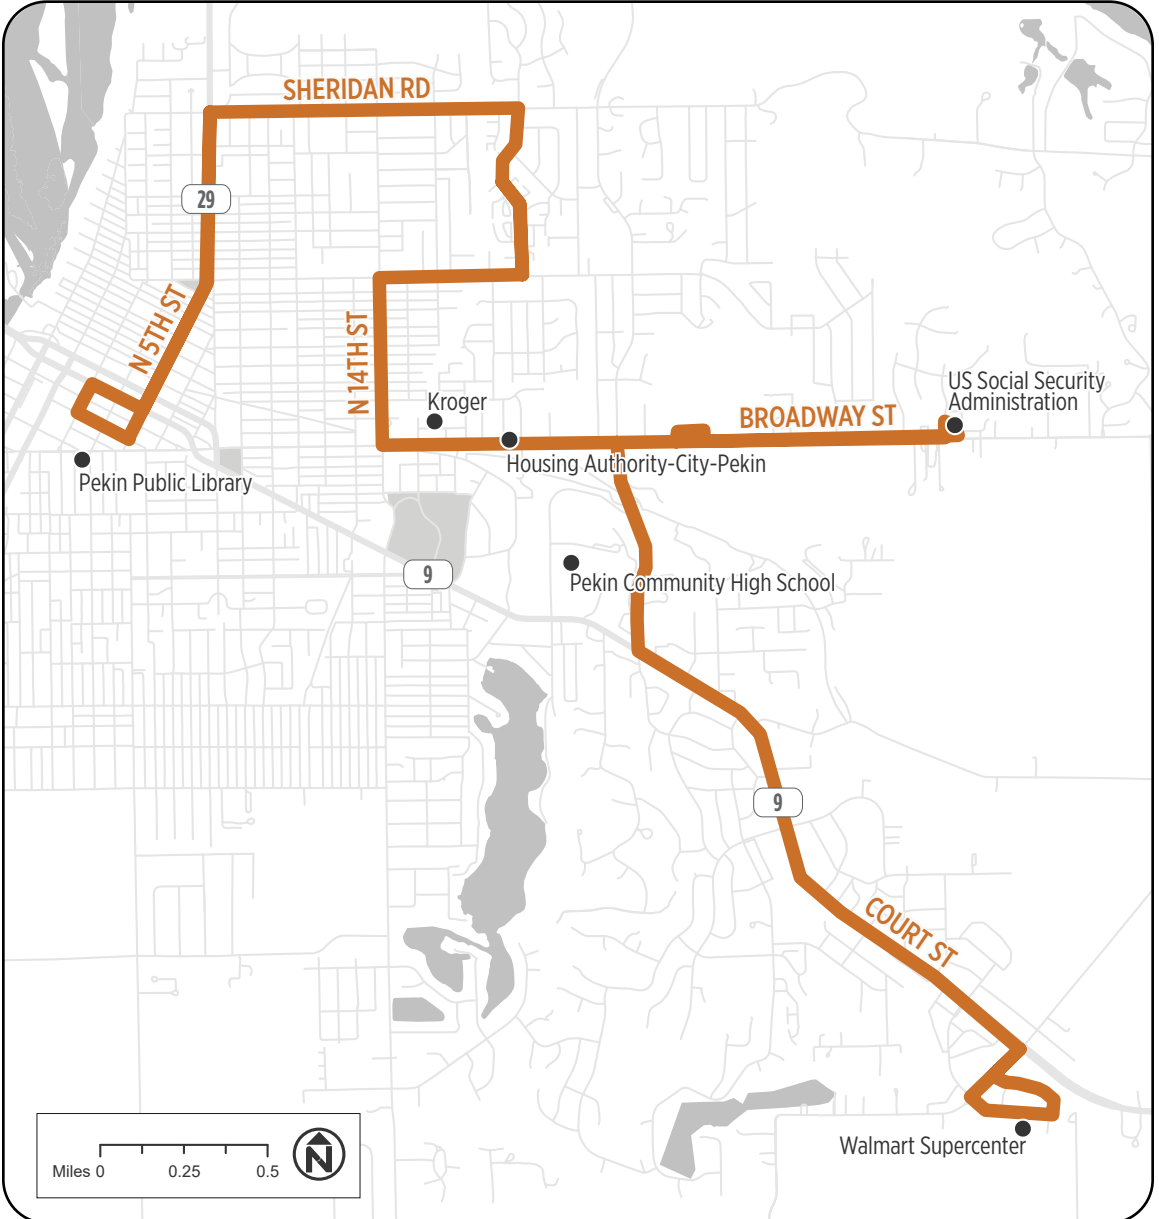 SHERIDAN RD
29
N 5TH ST
N 14TH ST
Kroger
US Social Security
Administration
BROADWAY ST
Housing Authority-City-Pekin
Pekin Public Library
9
Pekin Community High School
9
COURT ST
Walmart Supercenter
Miles 0 0.25 0.5
N